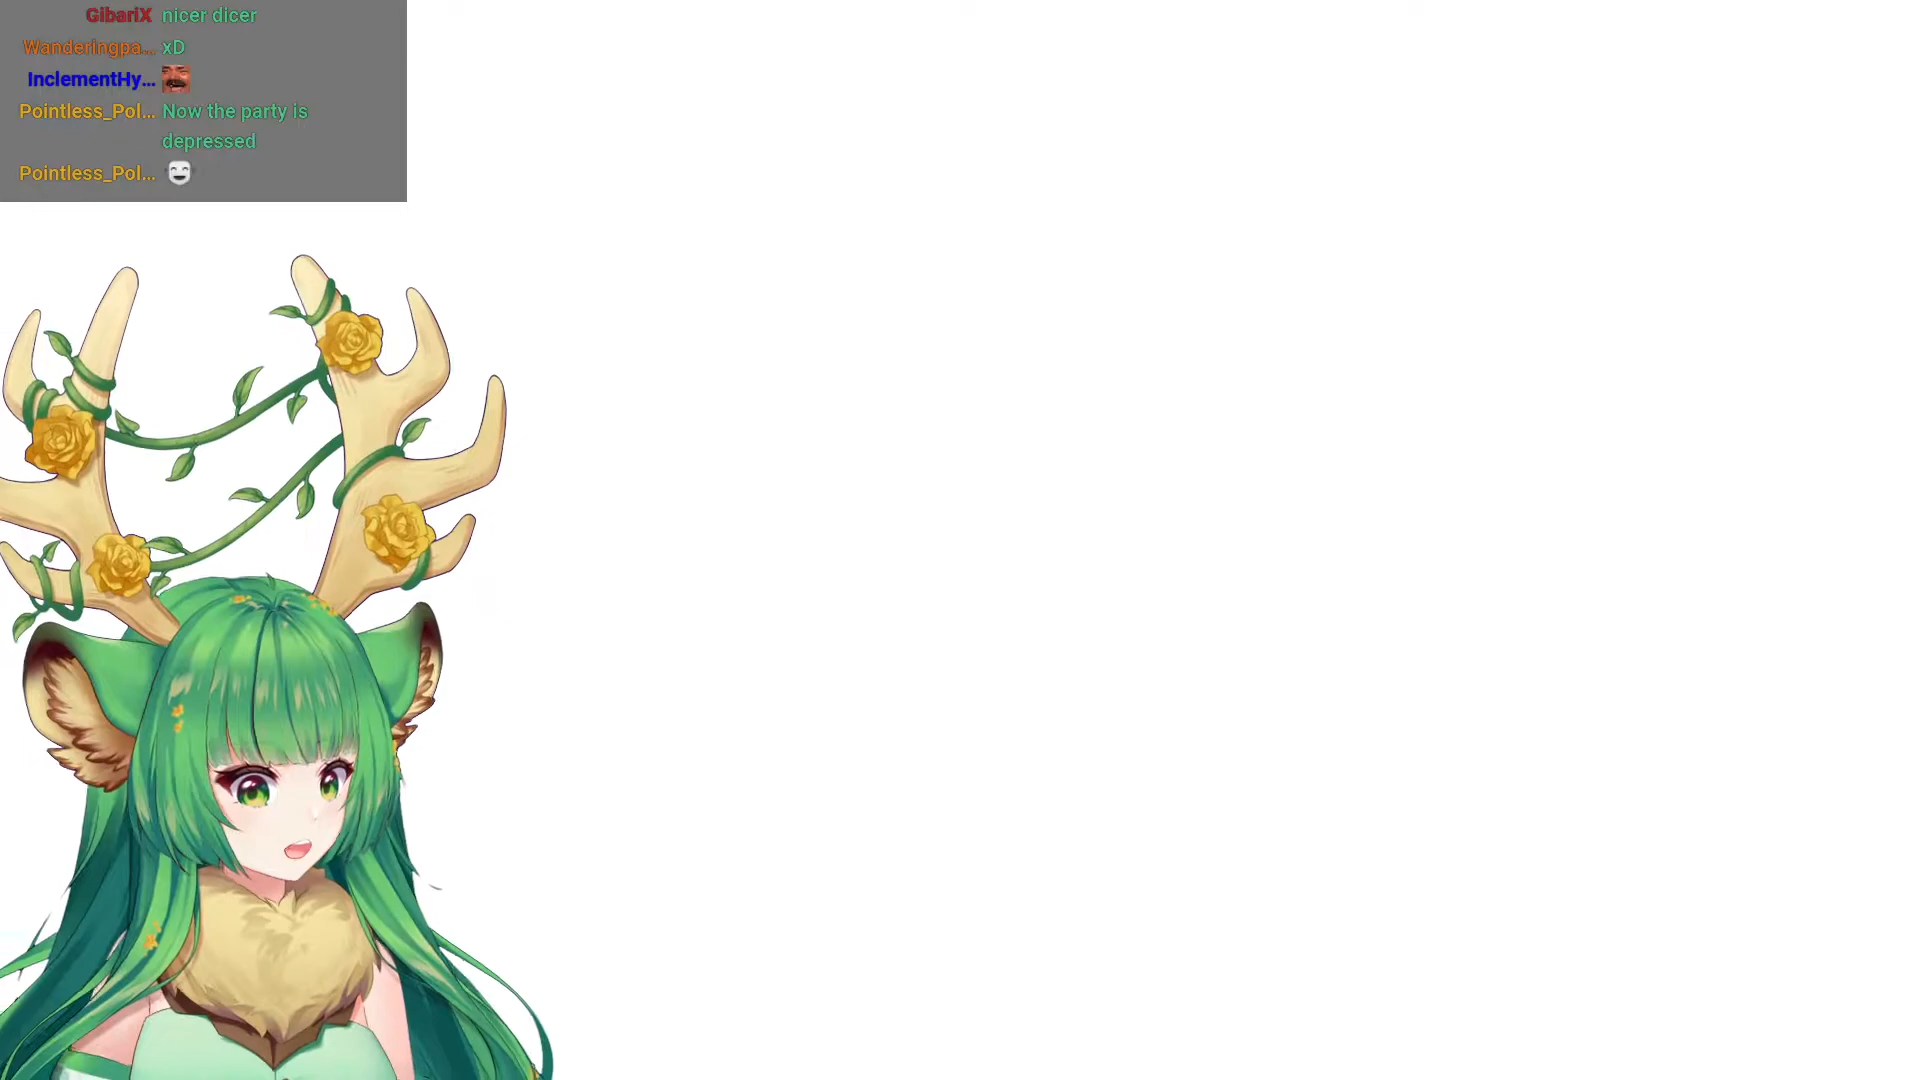 GibariX nicer dicer
Wanderingpa... xD
InclementHy...
Pointless_Pol... Now the party is
depressed
Pointless_Pol...